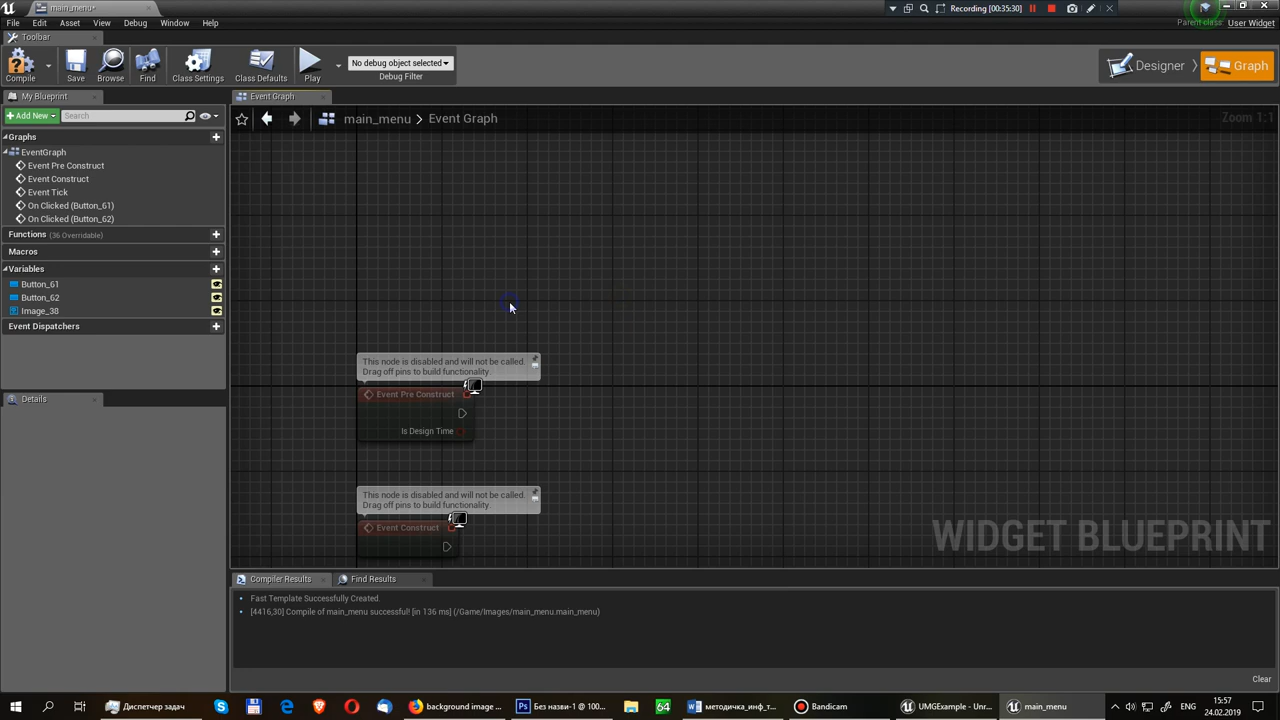 main_menu*
Recording [00:35:30]
File Edit Asset View Debug Window Help
Parent class: User Widget
Toolbar
Compile Save Browse Find Class Settings Class Defaults Play
No debug object selected
Debug Filter
Designer Graph
My Blueprint
Event Graph
Add New Search
main_menu > Event Graph
Zoom 1:1
Graphs
EventGraph
Event Pre Construct
Event Construct
Event Tick
On Clicked (Button_61)
On Clicked (Button_62)
Functions (36 Overridable)
Macros
Variables
Button_61
Button_62
Image_38
Event Dispatchers
Details
This node is disabled and will not be called.
Drag off pins to build functionality.
Event Pre Construct
Is Design Time
This node is disabled and will not be called.
Drag off pins to build functionality.
Event Construct
WIDGET BLUEPRINT
Compiler Results
Find Results
Fast Template Successfully Created.
[4416,30] Compile of main_menu successful! [in 136 ms] (/Game/Images/main_menu.main_menu)
Clear
Диспетчер задач
background image ...
Без назви-1 @ 100...
64
методичка_инф_т...
Bandicam
UMGExample - Unr...
main_menu
ENG
15:57
24.02.2019